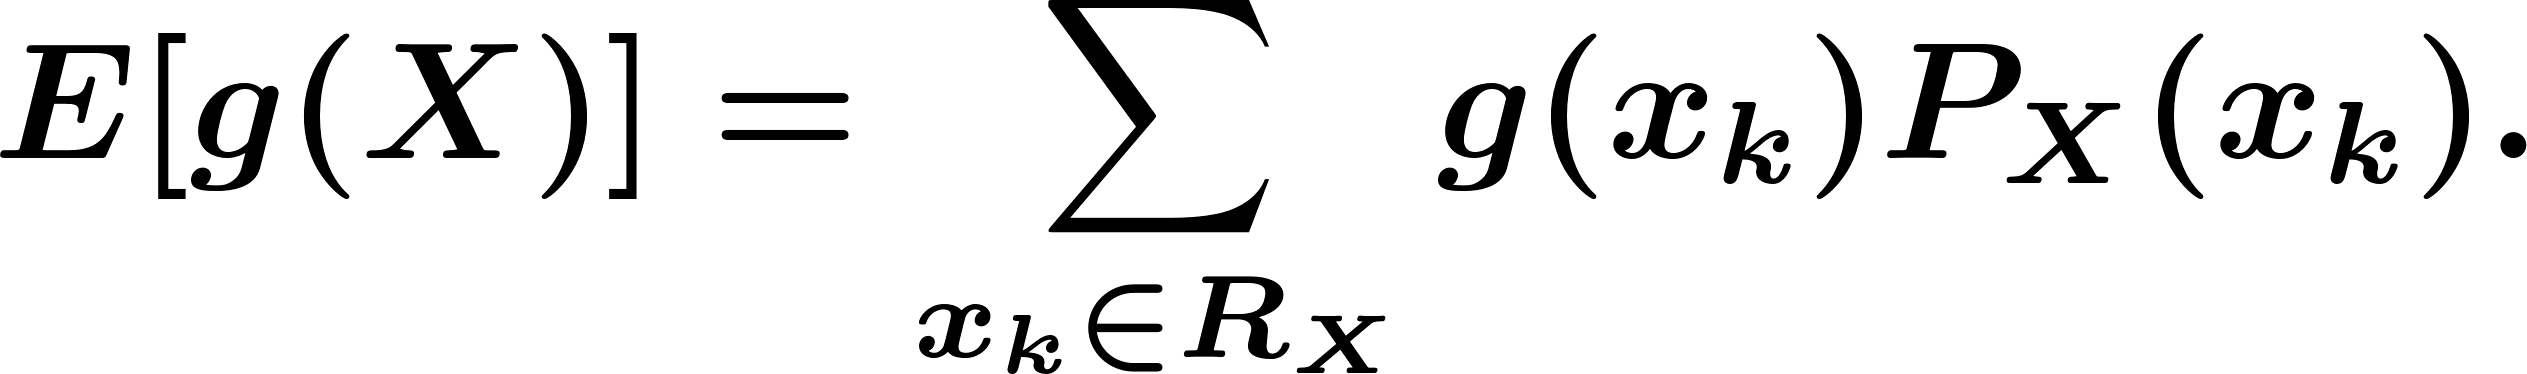 E[g(X)] = ∑ g(x_k)P_X(x_k).
x_k∈R_X